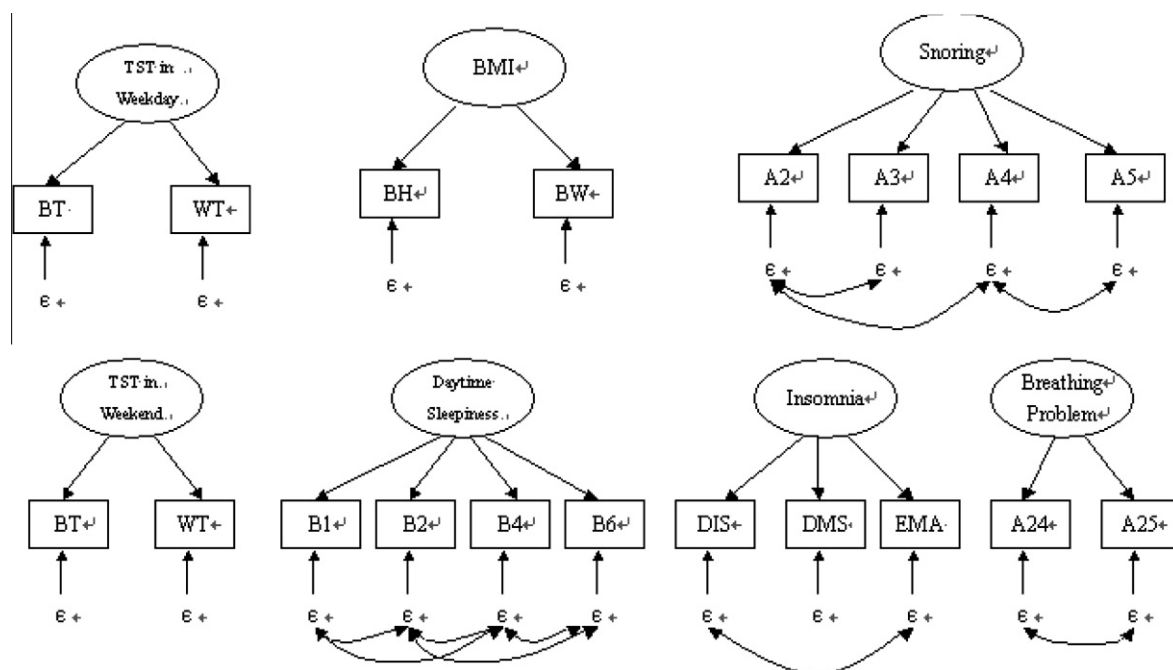 TST in
Weekday
BMI↵
Snoring↵
BT
WT←
BH↵
BW←
A2↵
A3↵
A4↵
A5↵
ϵ←
ϵ←
ϵ←
ϵ←
ϵ←
ϵ←
ϵ←
ϵ←
TST in
Weekend
Daytime
Sleepiness
Insomnia↵
Breathing↵
Problem↵
BT↵
WT←
B1↵
B2↵
B4↵
B6↵
DIS↵
DMS
EMA
A24←
A25←
ϵ←
ϵ←
ϵ←
ϵ←
ϵ←
ϵ←
ϵ←
ϵ←
ϵ←
ϵ←
ϵ←